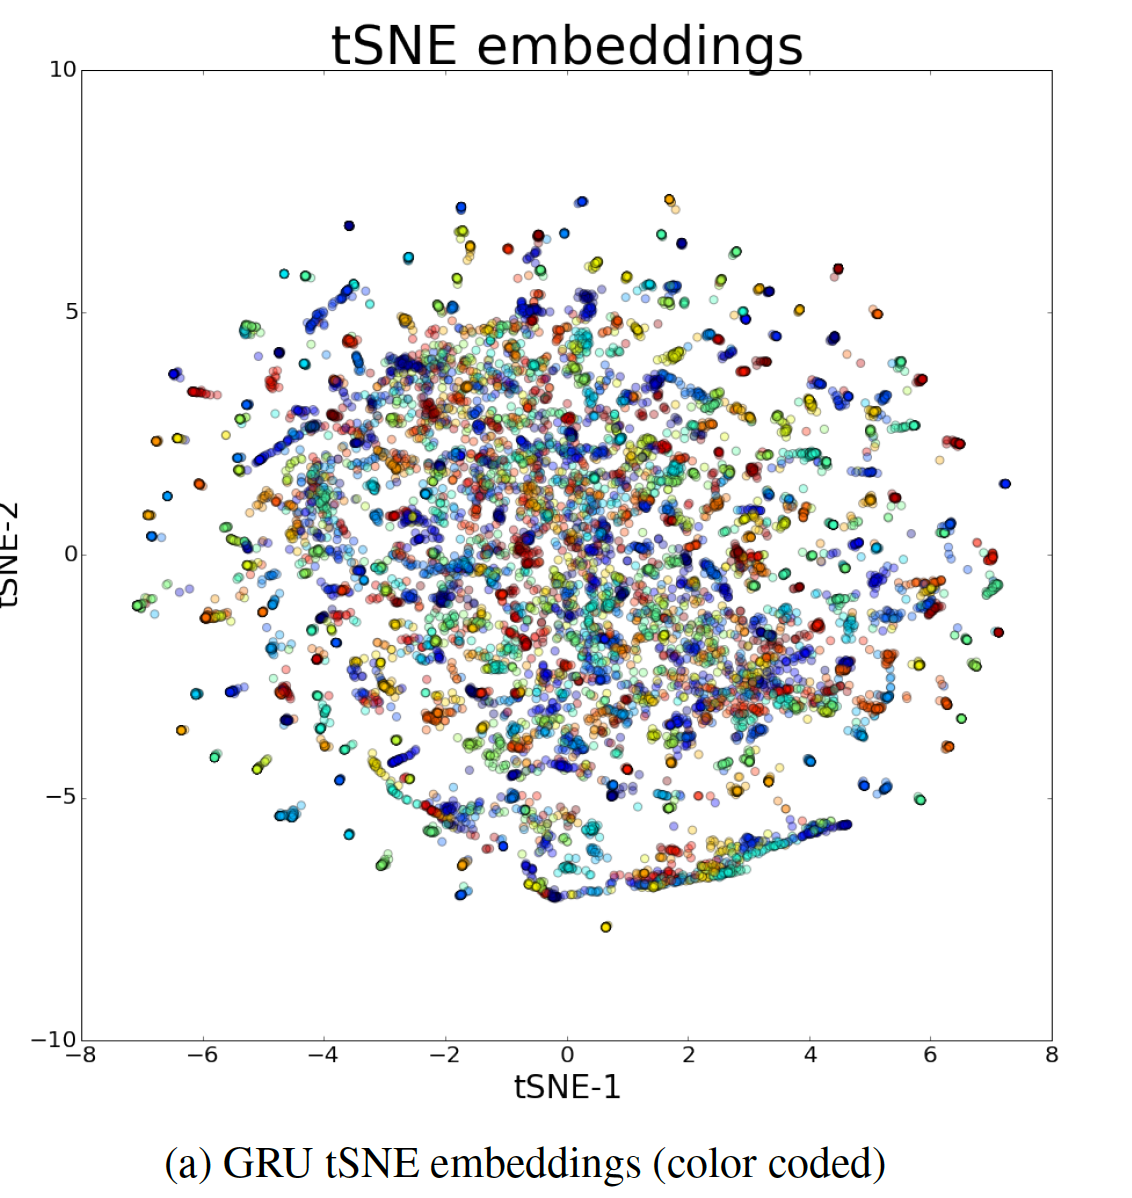 tSNE embeddings
10
5
0
−5
−10
tSNE-2
−8 −6 −4 −2 0 2 4 6 8
tSNE-1
(a) GRU tSNE embeddings (color coded)